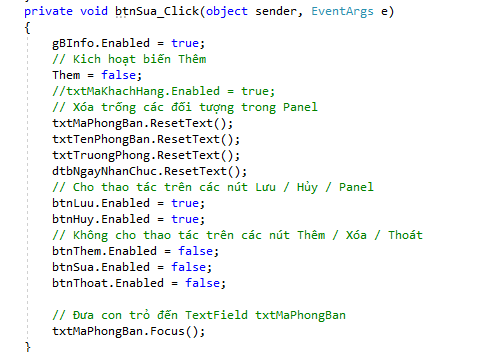 private void btnSua_Click(object sender, EventArgs e)
{
gBInfo.Enabled = true;
// Kich hoạt biến Thêm
Them = false;
//txtMaKhachHang.Enabled = true;
// Xóa trống các đối tượng trong Panel
txtMaPhongBan.ResetText();
txtTenPhongBan.ResetText();
txtTruongPhong.ResetText();
dtbNgayNhanChuc.ResetText();
// Cho thao tác trên các nút Lưu / Hủy / Panel
btnLuu.Enabled = true;
btnHuy.Enabled = true;
// Không cho thao tác trên các nút Thêm / Xóa / Thoát
btnThem.Enabled = false;
btnSua.Enabled = false;
btnThoat.Enabled = false;
// Đưa con trỏ đến TextField txtMaPhongBan
txtMaPhongBan.Focus();
}